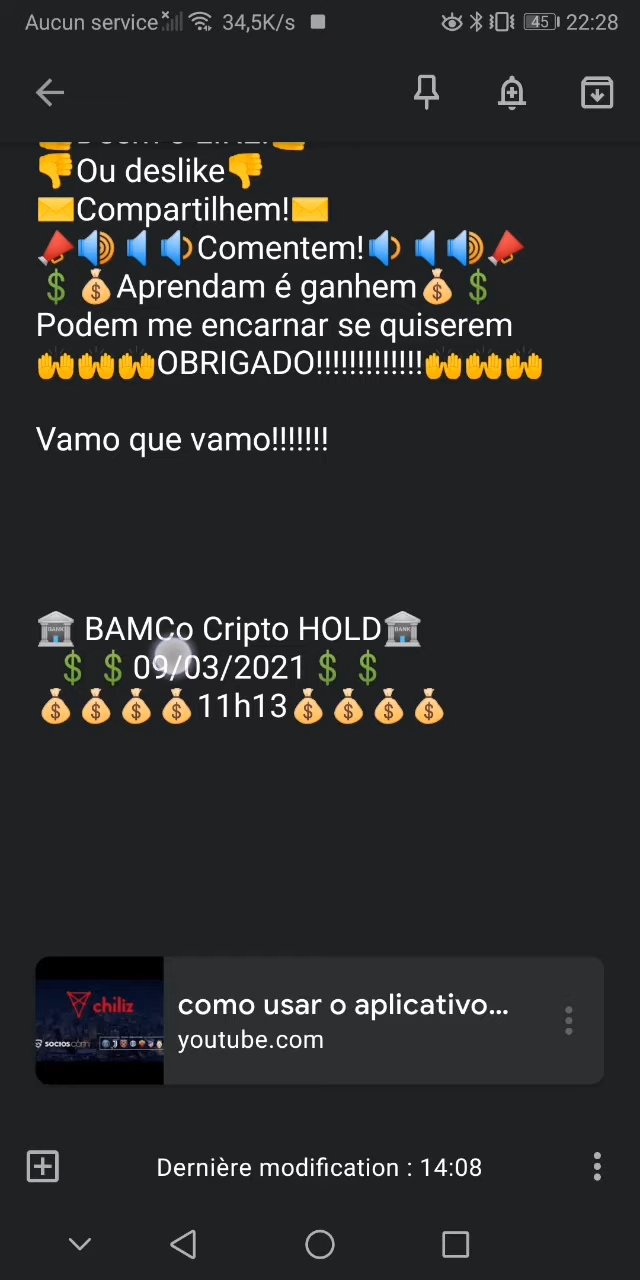 Aucun service 34,5K/s 45 22:28
👎Ou deslike👎
✉️Compartilhem!✉️
📣🔊🔈🔉Comentem!🔉🔈🔊📣
💲💰Aprendam é ganhem💰💲
Podem me encarnar se quiserem
🙌🙌🙌OBRIGADO!!!!!!!!!!!!!🙌🙌🙌
Vamo que vamo!!!!!!!
🏦 BAMCo Cripto HOLD🏦
💲💲09/03/2021💲💲
💰💰💰💰11h13💰💰💰💰
chiliz
socios.com
como usar o aplicativo...
youtube.com
Dernière modification : 14:08